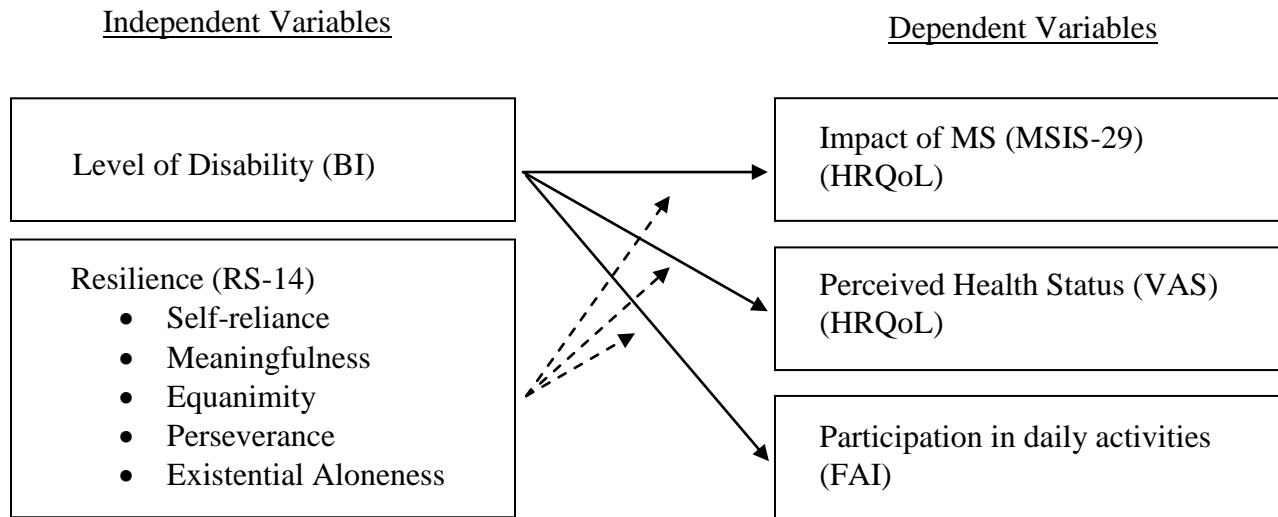 Independent Variables
Dependent Variables
Level of Disability (BI)
Resilience (RS-14)
• Self-reliance
• Meaningfulness
• Equanimity
• Perseverance
• Existential Aloneness
Impact of MS (MSIS-29)
(HRQoL)
Perceived Health Status (VAS)
(HRQoL)
Participation in daily activities
(FAI)